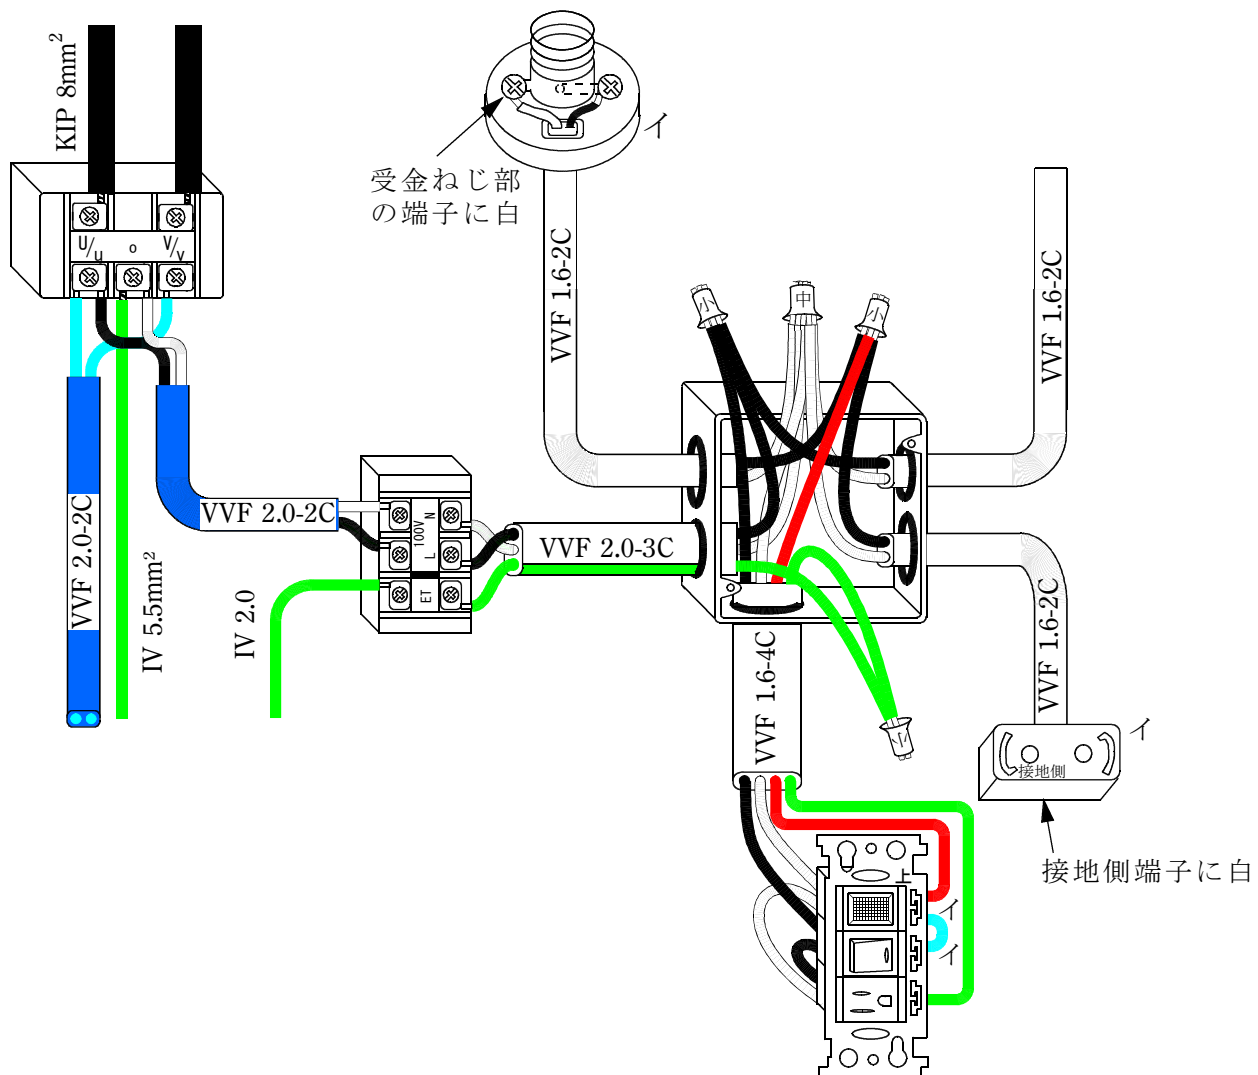 KIP 8mm²
イ
受金ねじ部
の端子に白
U/u
o
V/v
VVF 1.6-2C
VVF 1.6-2C
小
中
小
VVF 2.0-2C
VVF 2.0-2C
IV 5.5mm²
IV 2.0
100V
N
L
ET
VVF 2.0-3C
VVF 1.6-4C
VVF 1.6-2C
小
イ
接地側
接地側端子に白
上
イ
イ